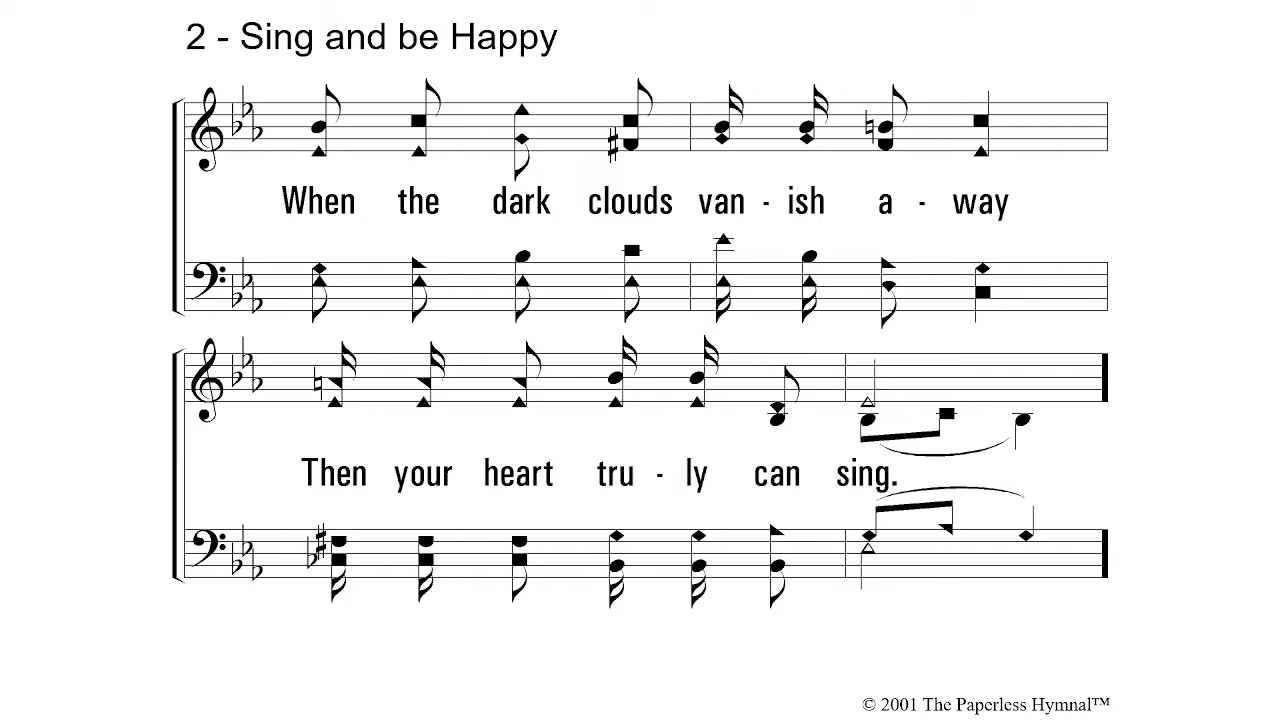 2 - Sing and be Happy
When the dark clouds van - ish a - way
Then your heart tru - ly can sing.
© 2001 The Paperless Hymnal™